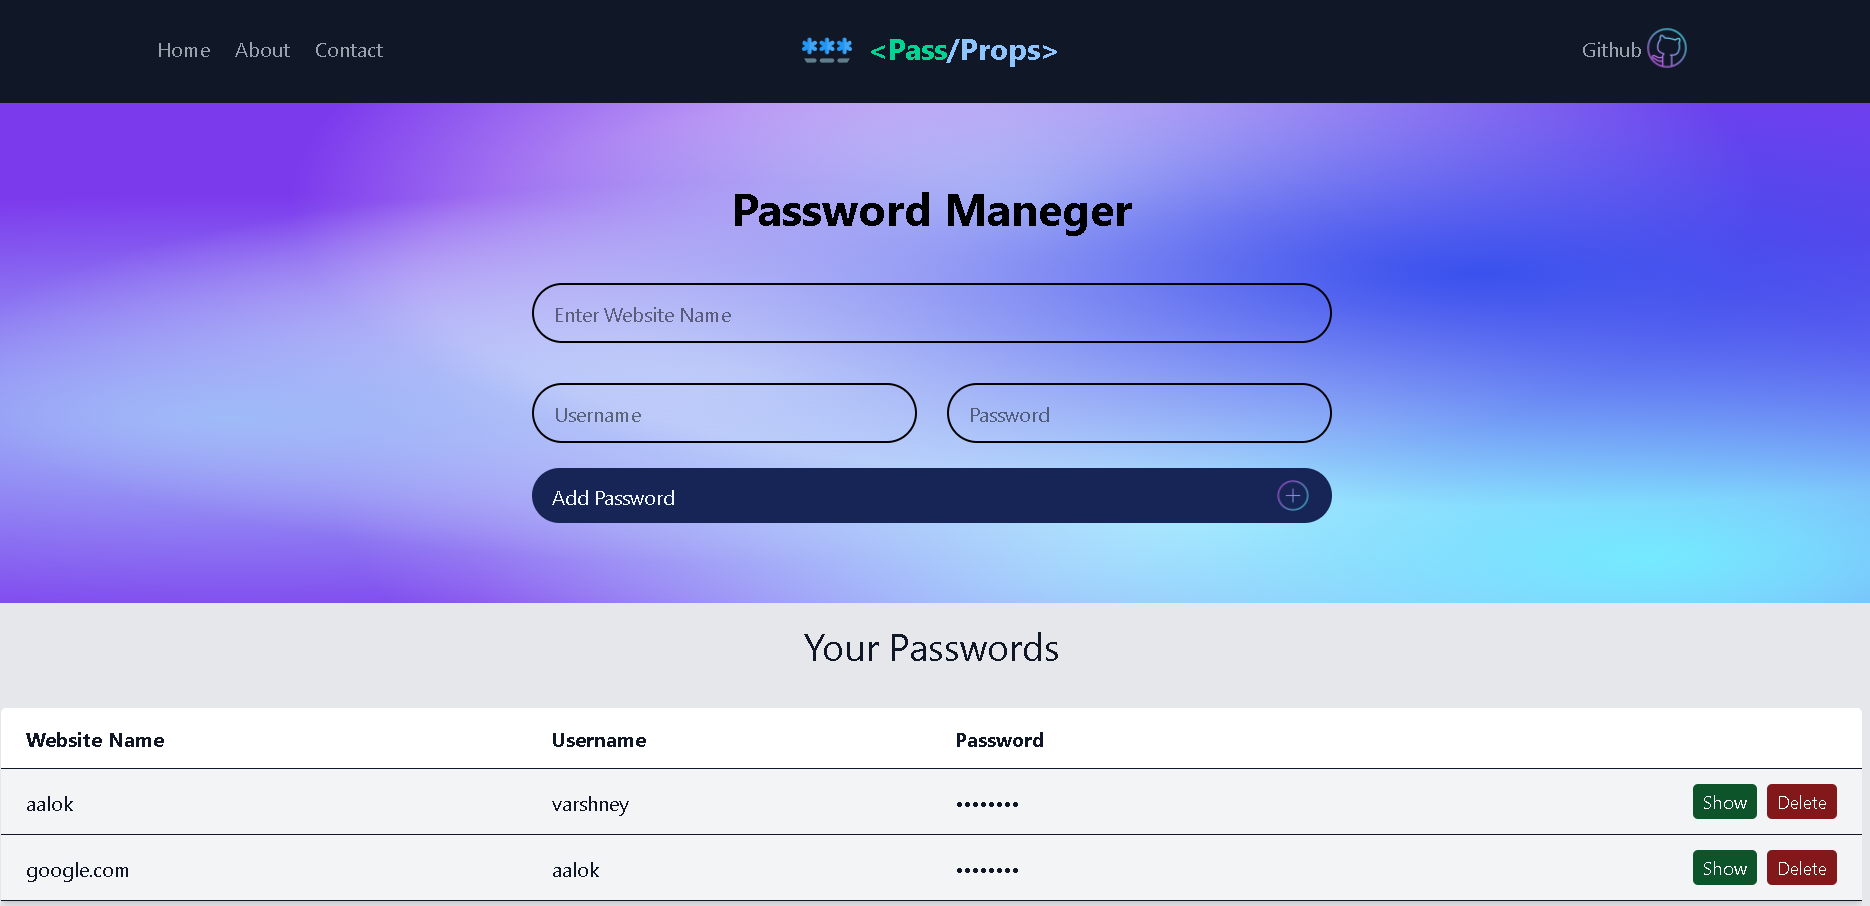 Home About Contact
*** <Pass/Props>
Github
Password Maneger
Enter Website Name
Username Password
Add Password
Your Passwords
Website Name Username Password
aalok varshney •••••••• Show Delete
google.com aalok •••••••• Show Delete